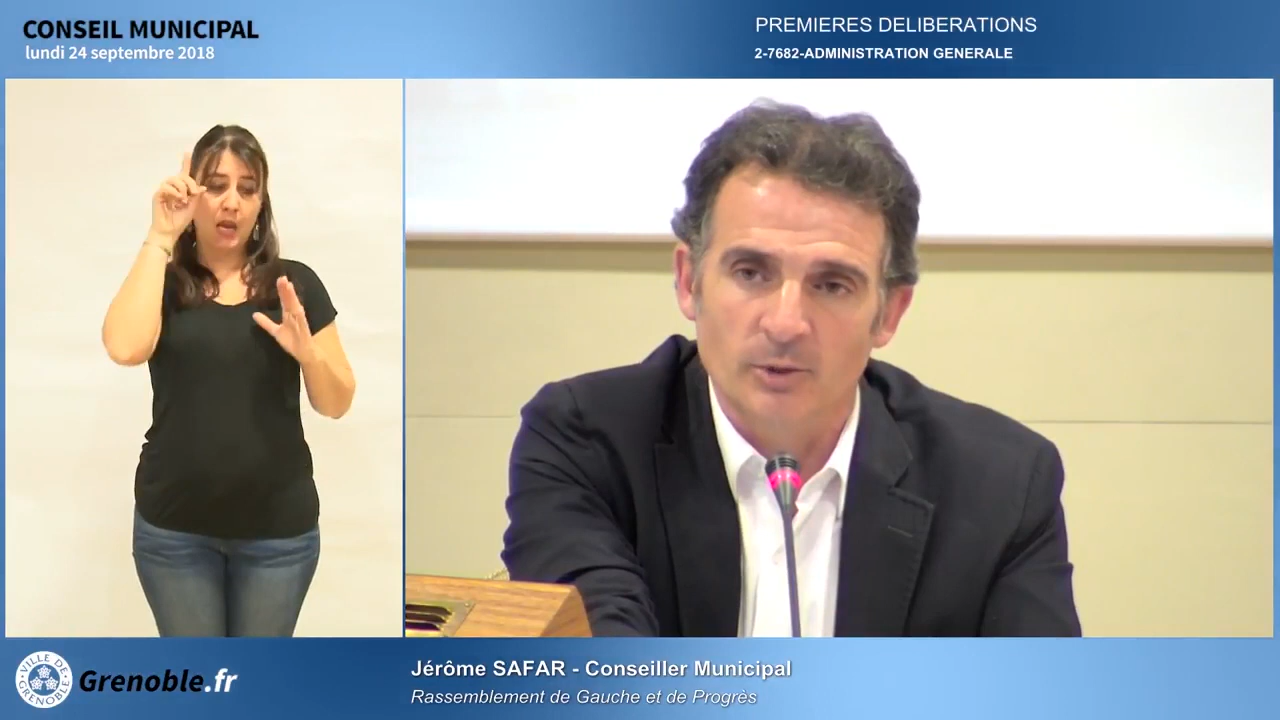 CONSEIL MUNICIPAL
lundi 24 septembre 2018
PREMIERES DELIBERATIONS
2-7682-ADMINISTRATION GENERALE
VILLE DE GRENOBLE
Grenoble.fr
Jérôme SAFAR - Conseiller Municipal
Rassemblement de Gauche et de Progrès